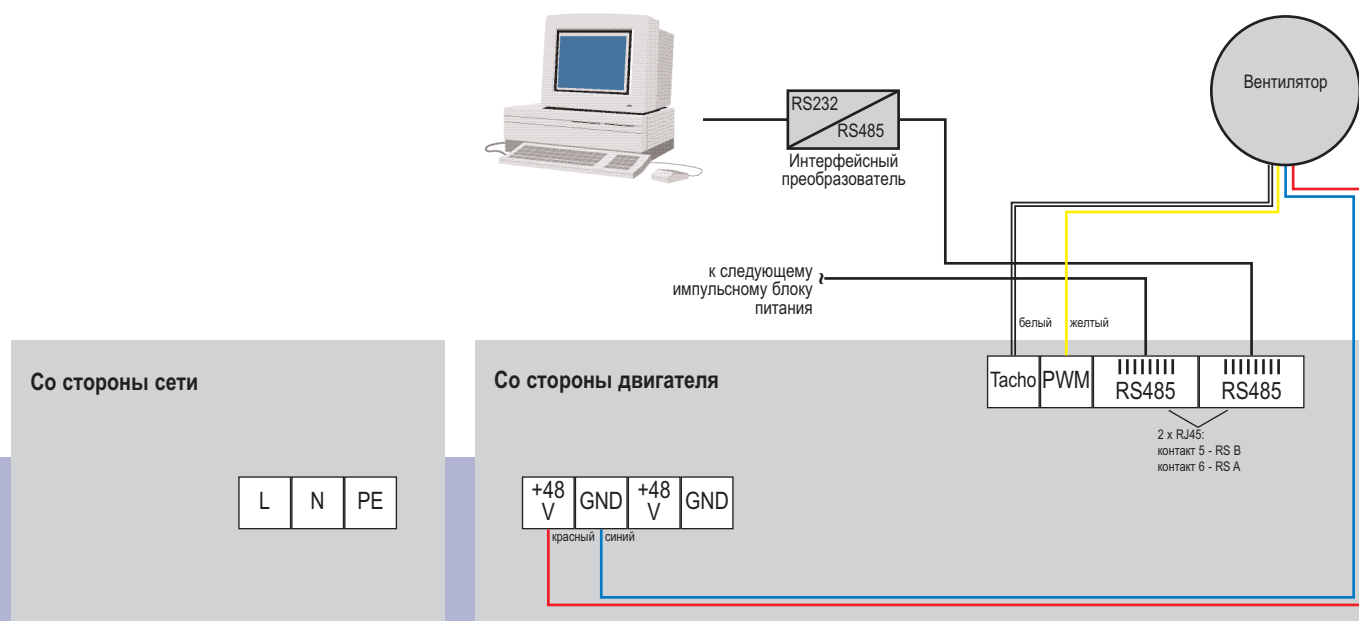 RS232
RS485
Интерфейсный
преобразователь
Вентилятор
к следующему
импульсному блоку
питания
белый
желтый
Со стороны сети
Со стороны двигателя
Tacho
PWM
RS485
RS485
2 x RJ45:
контакт 5 - RS B
контакт 6 - RS A
L
N
PE
+48
V
GND
+48
V
GND
красный
синий